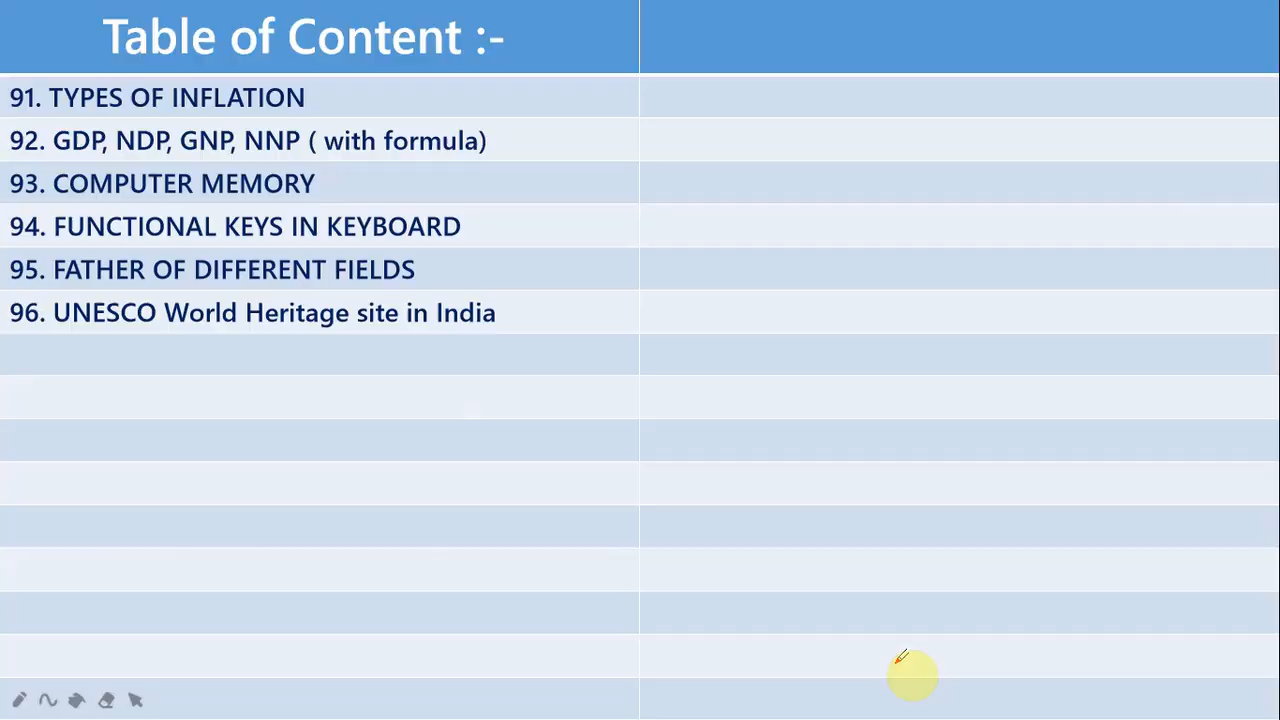 Table of Content :-
91. TYPES OF INFLATION
92. GDP, NDP, GNP, NNP ( with formula)
93. COMPUTER MEMORY
94. FUNCTIONAL KEYS IN KEYBOARD
95. FATHER OF DIFFERENT FIELDS
96. UNESCO World Heritage site in India